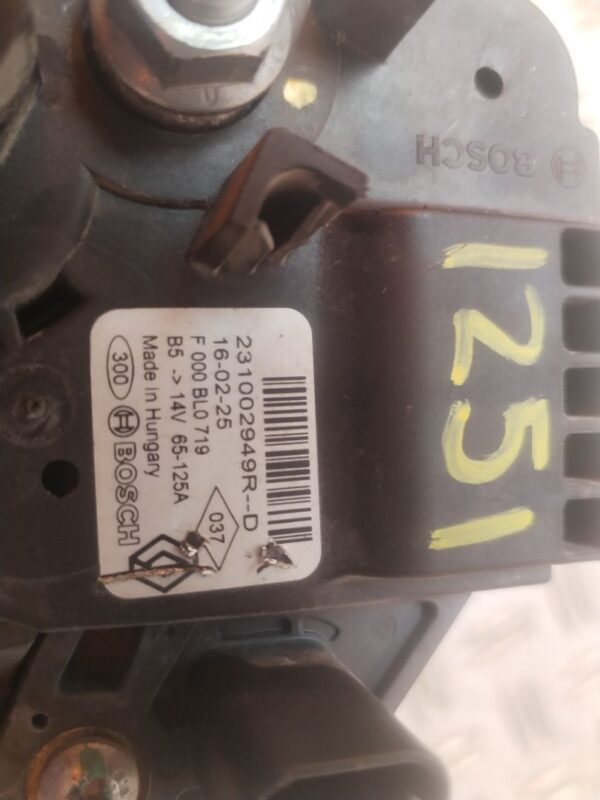 BOSCH
1251
231002949R--D
16-02-25
F 000 BL0 719
B5 -> 14V 65-125A
Made in Hungary
300 BOSCH
037